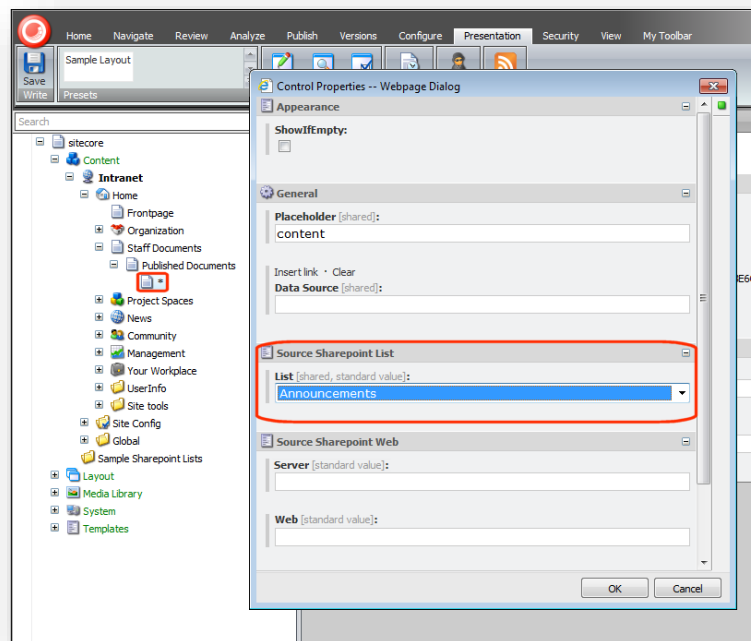 Home Navigate Review Analyze Publish Versions Configure Presentation Security View My Toolbar
Sample Layout
Save
Write Presets
Search
sitecore
Content
Intranet
Home
Frontpage
Organization
Staff Documents
Published Documents
*
Project Spaces
News
Community
Management
Your Workplace
UserInfo
Site tools
Site Config
Global
Sample Sharepoint Lists
Layout
Media Library
System
Templates
Control Properties -- Webpage Dialog
Appearance
ShowIfEmpty:
General
Placeholder [shared]:
content
Insert link · Clear
Data Source [shared]:
Source Sharepoint List
List [shared, standard value]:
Announcements
Source Sharepoint Web
Server [standard value]:
Web [standard value]:
OK Cancel